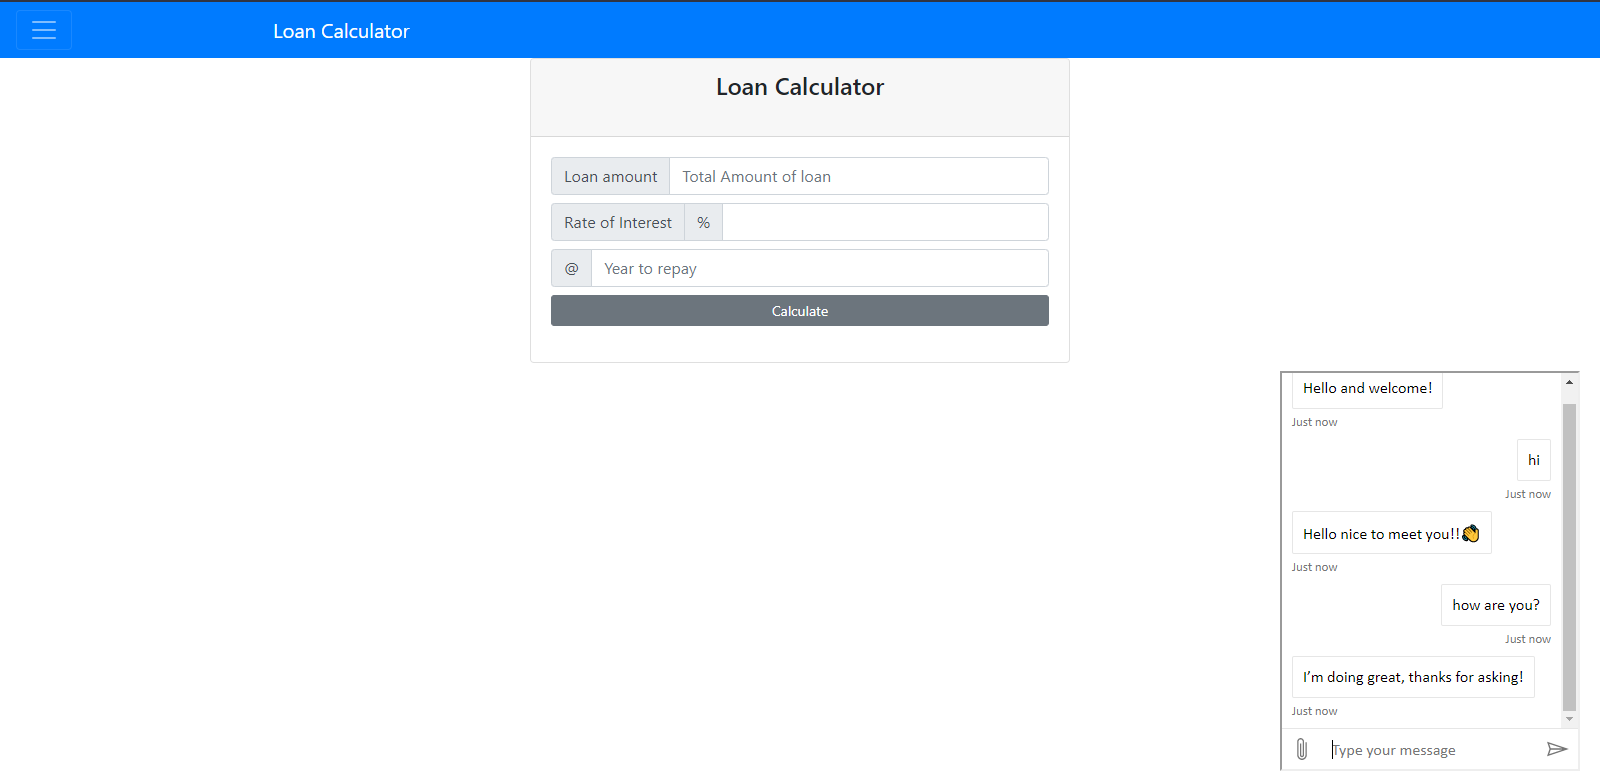 Loan Calculator
Loan Calculator
Loan amount Total Amount of loan
Rate of Interest %
@ Year to repay
Calculate
Hello and welcome!
Just now
hi
Just now
Hello nice to meet you!!👏
Just now
how are you?
Just now
I’m doing great, thanks for asking!
Just now
Type your message